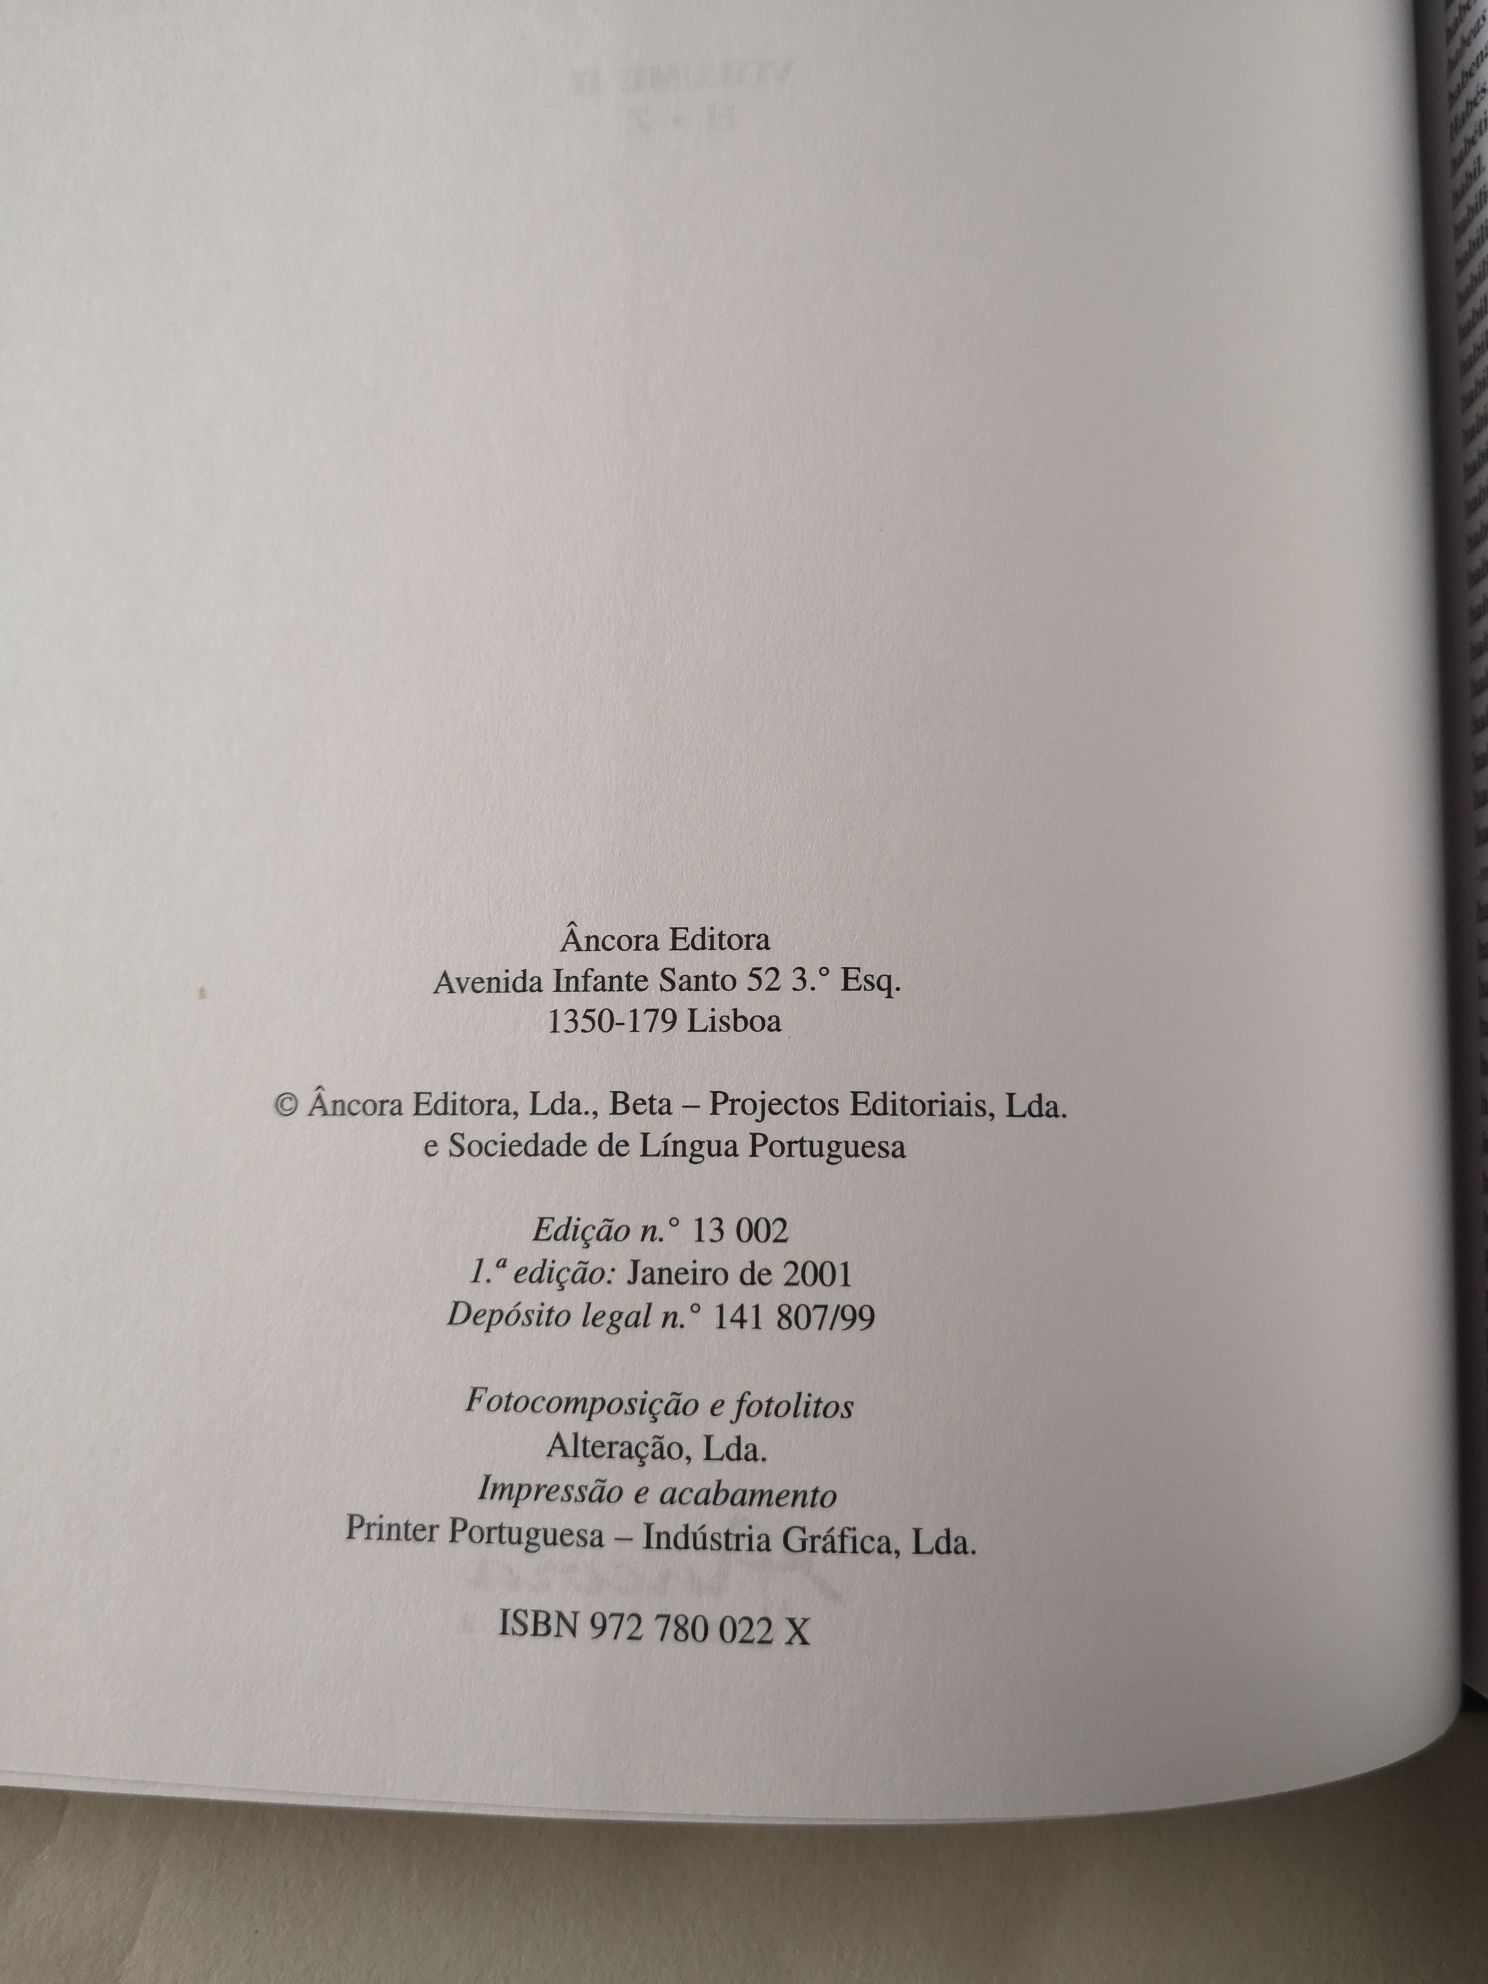 Âncora Editora
Avenida Infante Santo 52 3.° Esq.
1350-179 Lisboa
© Âncora Editora, Lda., Beta – Projectos Editoriais, Lda.
e Sociedade de Língua Portuguesa
Edição n.° 13 002
1.ª edição: Janeiro de 2001
Depósito legal n.° 141 807/99
Fotocomposição e fotolitos
Alteração, Lda.
Impressão e acabamento
Printer Portuguesa – Indústria Gráfica, Lda.
ISBN 972 780 022 X